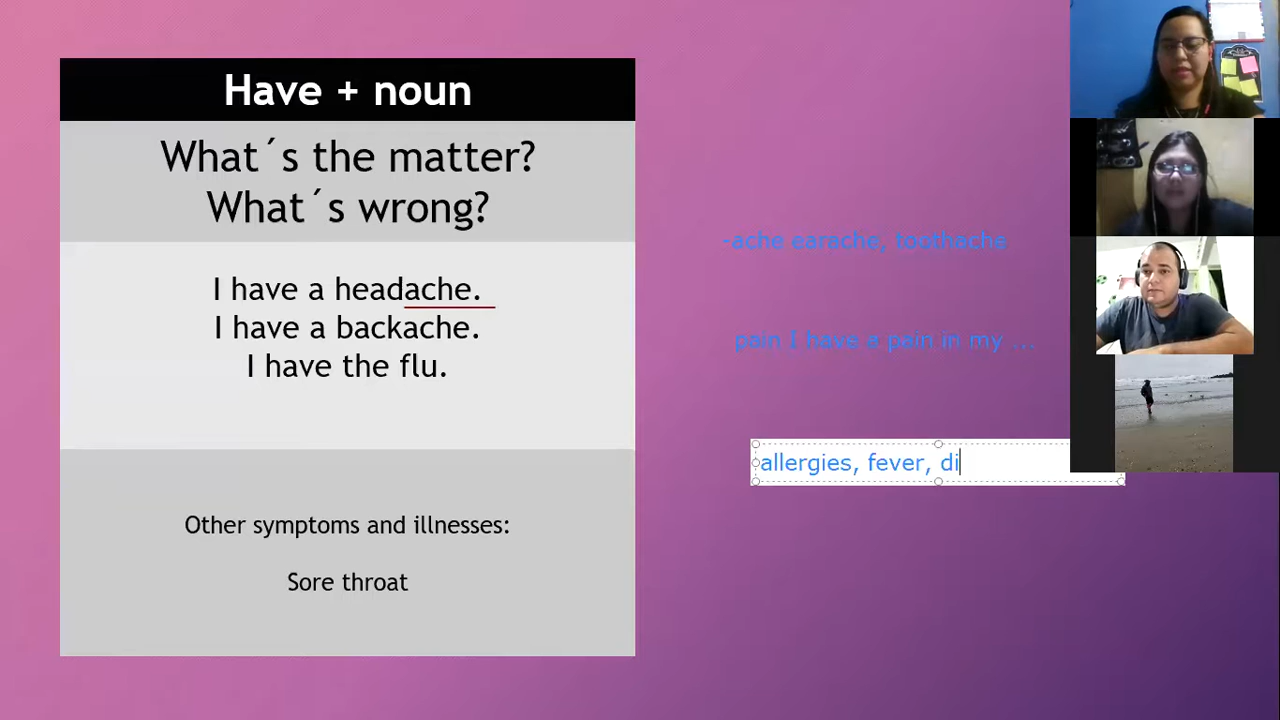 Have + noun
What´s the matter?
What´s wrong?
I have a headache.
I have a backache.
I have the flu.
Other symptoms and illnesses:
Sore throat
-ache earache, toothache
pain I have a pain in my ...
allergies, fever, di